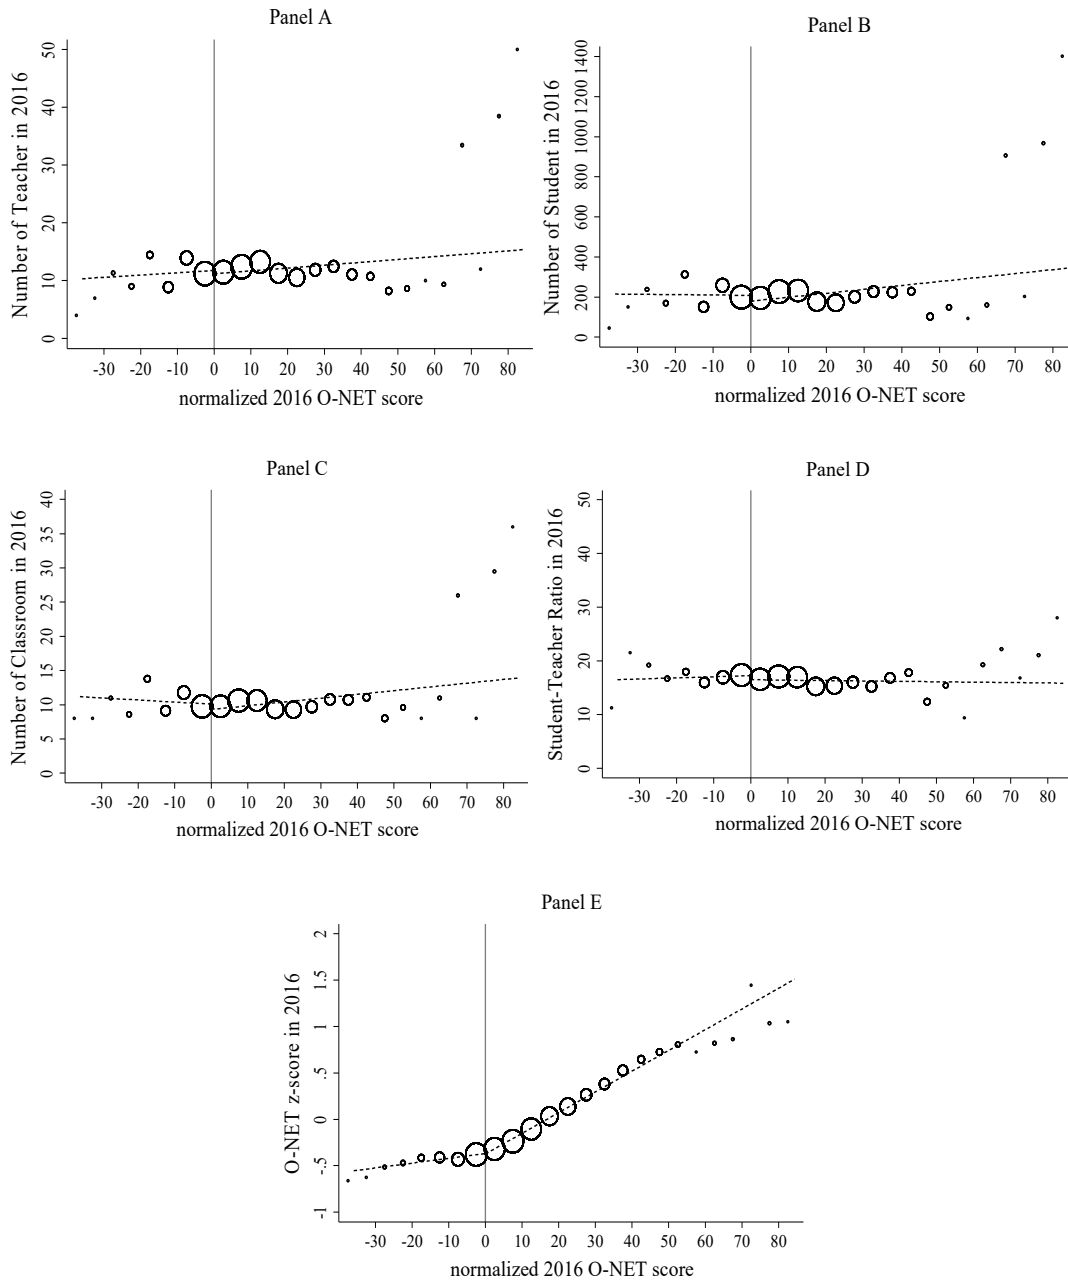 Panel A
Number of Teacher in 2016
50
40
30
20
10
0
-30 -20 -10 0 10 20 30 40 50 60 70 80
normalized 2016 O-NET score
Panel B
Number of Student in 2016
1400
1200
1000
800
600
400
200
0
-30 -20 -10 0 10 20 30 40 50 60 70 80
normalized 2016 O-NET score
Panel C
Number of Classroom in 2016
40
35
30
25
20
15
10
5
0
-30 -20 -10 0 10 20 30 40 50 60 70 80
normalized 2016 O-NET score
Panel D
Student-Teacher Ratio in 2016
50
40
30
20
10
0
-30 -20 -10 0 10 20 30 40 50 60 70 80
normalized 2016 O-NET score
Panel E
O-NET z-score in 2016
2
1.5
1
.5
0
-.5
-1
-30 -20 -10 0 10 20 30 40 50 60 70 80
normalized 2016 O-NET score